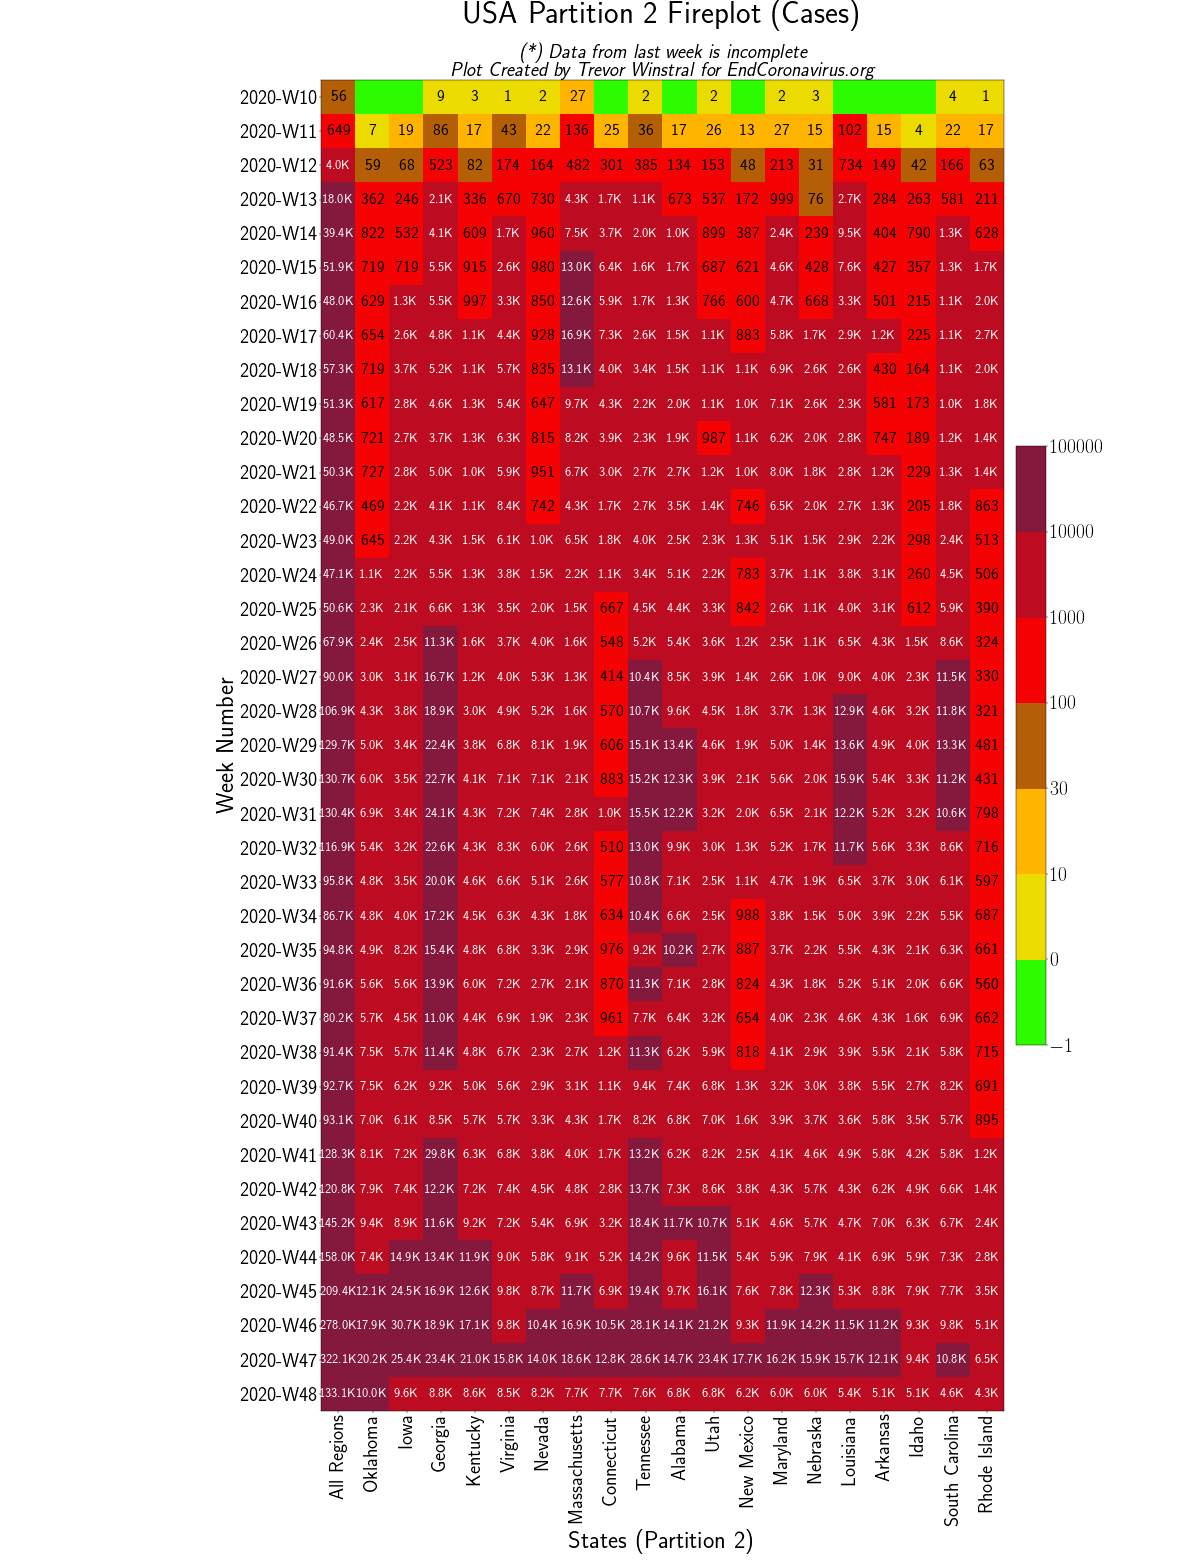 USA Partition 2 Fireplot (Cases)
(*) Data from last week is incomplete
Plot Created by Trevor Winstral for EndCoronavirus.org
2020-W10 56 9 3 1 2 27 2 2 2 3 4 1
2020-W11 649 7 19 86 17 43 22 136 25 36 17 26 13 27 15 102 15 4 22 17
2020-W12 4.0K 59 68 523 82 174 164 482 301 385 134 153 48 213 31 734 149 42 166 63
2020-W13 18.0K 362 246 2.1K 336 670 730 4.3K 1.7K 1.1K 673 537 172 999 76 2.7K 284 263 581 211
2020-W14 39.4K 822 532 4.1K 609 1.7K 960 7.5K 3.7K 2.0K 1.0K 899 387 2.4K 239 9.5K 404 790 1.3K 628
2020-W15 51.9K 719 719 5.5K 915 2.6K 980 13.0K 6.4K 1.6K 1.7K 687 621 4.6K 428 7.6K 427 357 1.3K 1.7K
2020-W16 48.0K 629 1.3K 5.5K 997 3.3K 850 12.6K 5.9K 1.7K 1.3K 766 600 4.7K 668 3.3K 501 215 1.1K 2.0K
2020-W17 60.4K 654 2.6K 4.8K 1.1K 4.4K 928 16.9K 7.3K 2.6K 1.5K 1.1K 883 5.8K 1.7K 2.9K 1.2K 225 1.1K 2.7K
2020-W18 57.3K 719 3.7K 5.2K 1.1K 5.7K 835 13.1K 4.0K 3.4K 1.5K 1.1K 1.1K 6.9K 2.6K 2.6K 430 164 1.1K 2.0K
2020-W19 51.3K 617 2.8K 4.6K 1.3K 5.4K 647 9.7K 4.3K 2.2K 2.0K 1.1K 1.0K 7.1K 2.6K 2.3K 581 173 1.0K 1.8K
2020-W20 48.5K 721 2.7K 3.7K 1.3K 6.3K 815 8.2K 3.9K 2.3K 1.9K 987 1.1K 6.2K 2.0K 2.8K 747 189 1.2K 1.4K
2020-W21 50.3K 727 2.8K 5.0K 1.0K 5.9K 951 6.7K 3.0K 2.7K 2.7K 1.2K 1.0K 8.0K 1.8K 2.8K 1.2K 229 1.3K 1.4K
2020-W22 46.7K 469 2.2K 4.1K 1.1K 8.4K 742 4.3K 1.7K 2.7K 3.5K 1.4K 746 6.5K 2.0K 2.7K 1.3K 205 1.8K 863
2020-W23 49.0K 645 2.2K 4.3K 1.5K 6.1K 1.0K 6.5K 1.8K 4.0K 2.5K 2.3K 1.3K 5.1K 1.5K 2.9K 2.2K 298 2.4K 513
2020-W24 47.1K 1.1K 2.2K 5.5K 1.3K 3.8K 1.5K 2.2K 1.1K 3.4K 5.1K 2.2K 783 3.7K 1.1K 3.8K 3.1K 260 4.5K 506
2020-W25 50.6K 2.3K 2.1K 6.6K 1.3K 3.5K 2.0K 1.5K 667 4.5K 4.4K 3.3K 842 2.6K 1.1K 4.0K 3.1K 612 5.9K 390
2020-W26 67.9K 2.4K 2.5K 11.3K 1.6K 3.7K 4.0K 1.6K 548 5.2K 5.4K 3.6K 1.2K 2.5K 1.1K 6.5K 4.3K 1.5K 8.6K 324
2020-W27 90.0K 3.0K 3.1K 16.7K 1.2K 4.0K 5.3K 1.3K 414 10.4K 8.5K 3.9K 1.4K 2.6K 1.0K 9.0K 4.0K 2.3K 11.5K 330
2020-W28 106.9K 4.3K 3.8K 18.9K 3.0K 4.9K 5.2K 1.6K 570 10.7K 9.6K 4.5K 1.8K 3.7K 1.3K 12.9K 4.6K 3.2K 11.8K 321
2020-W29 129.7K 5.0K 3.4K 22.4K 3.8K 6.8K 8.1K 1.9K 606 15.1K 13.4K 4.6K 1.9K 5.0K 1.4K 13.6K 4.9K 4.0K 13.3K 481
2020-W30 130.7K 6.0K 3.5K 22.7K 4.1K 7.1K 7.1K 2.1K 883 15.2K 12.3K 3.9K 2.1K 5.6K 2.0K 15.9K 5.4K 3.3K 11.2K 431
2020-W31 130.4K 6.9K 3.4K 24.1K 4.3K 7.2K 7.4K 2.8K 1.0K 15.5K 12.2K 3.2K 2.0K 6.5K 2.1K 12.2K 5.2K 3.2K 10.6K 798
2020-W32 116.9K 5.4K 3.2K 22.6K 4.3K 8.3K 6.0K 2.6K 510 13.0K 9.9K 3.0K 1.3K 5.2K 1.7K 11.7K 5.6K 3.3K 8.6K 716
2020-W33 95.8K 4.8K 3.5K 20.0K 4.6K 6.6K 5.1K 2.6K 577 10.8K 7.1K 2.5K 1.1K 4.7K 1.9K 6.5K 3.7K 3.0K 6.1K 597
2020-W34 86.7K 4.8K 4.0K 17.2K 4.5K 6.3K 4.3K 1.8K 634 10.4K 6.6K 2.5K 988 3.8K 1.5K 5.0K 3.9K 2.2K 5.5K 687
2020-W35 94.8K 4.9K 8.2K 15.4K 4.8K 6.8K 3.3K 2.9K 976 9.2K 10.2K 2.7K 887 3.7K 2.2K 5.5K 4.3K 2.1K 6.3K 661
2020-W36 91.6K 5.6K 5.6K 13.9K 6.0K 7.2K 2.7K 2.1K 870 11.3K 7.1K 2.8K 824 4.3K 1.8K 5.2K 5.1K 2.0K 6.6K 560
2020-W37 80.2K 5.7K 4.5K 11.0K 4.4K 6.9K 1.9K 2.3K 961 7.7K 6.4K 3.2K 654 4.0K 2.3K 4.6K 4.3K 1.6K 6.9K 662
2020-W38 91.4K 7.5K 5.7K 11.4K 4.8K 6.7K 2.3K 2.7K 1.2K 11.3K 6.2K 5.9K 818 4.1K 2.9K 3.9K 5.5K 2.1K 5.8K 715
2020-W39 92.7K 7.5K 6.2K 9.2K 5.0K 5.6K 2.9K 3.1K 1.1K 9.4K 7.4K 6.8K 1.3K 3.2K 3.0K 3.8K 5.5K 2.7K 8.2K 691
2020-W40 93.1K 7.0K 6.1K 8.5K 5.7K 5.7K 3.3K 4.3K 1.7K 8.2K 6.8K 7.0K 1.6K 3.9K 3.7K 3.6K 5.8K 3.5K 5.7K 895
2020-W41 128.3K 8.1K 7.2K 29.8K 6.3K 6.8K 3.8K 4.0K 1.7K 13.2K 6.2K 8.2K 2.5K 4.1K 4.6K 4.9K 5.8K 4.2K 5.8K 1.2K
2020-W42 120.8K 7.9K 7.4K 12.2K 7.2K 7.4K 4.5K 4.8K 2.8K 13.7K 7.3K 8.6K 3.8K 4.3K 5.7K 4.3K 6.2K 4.9K 6.6K 1.4K
2020-W43 145.2K 9.4K 8.9K 11.6K 9.2K 7.2K 5.4K 6.9K 3.2K 18.4K 11.7K 10.7K 5.1K 4.6K 5.7K 4.7K 7.0K 6.3K 6.7K 2.4K
2020-W44 158.0K 7.4K 14.9K 13.4K 11.9K 9.0K 5.8K 9.1K 5.2K 14.2K 9.6K 11.5K 5.4K 5.9K 7.9K 4.1K 6.9K 5.9K 7.3K 2.8K
2020-W45 209.4K 12.1K 24.5K 16.9K 12.6K 9.8K 8.7K 11.7K 6.9K 19.4K 9.7K 16.1K 7.6K 7.8K 12.3K 5.3K 8.8K 7.9K 7.7K 3.5K
2020-W46 278.0K 17.9K 30.7K 18.9K 17.1K 9.8K 10.4K 16.9K 10.5K 28.1K 14.1K 21.2K 9.3K 11.9K 14.2K 11.5K 11.2K 9.3K 9.8K 5.1K
2020-W47 322.1K 20.2K 25.4K 23.4K 21.0K 15.8K 14.0K 18.6K 12.8K 28.6K 14.7K 23.4K 17.7K 16.2K 15.9K 15.7K 12.1K 9.4K 10.8K 6.5K
2020-W48 133.1K 10.0K 9.6K 8.8K 8.6K 8.5K 8.2K 7.7K 7.7K 7.6K 6.8K 6.8K 6.2K 6.0K 6.0K 5.4K 5.1K 5.1K 4.6K 4.3K
Week Number
All Regions
Oklahoma
Iowa
Georgia
Kentucky
Virginia
Nevada
Massachusetts
Connecticut
Tennessee
Alabama
Utah
New Mexico
Maryland
Nebraska
Louisiana
Arkansas
Idaho
South Carolina
Rhode Island
States (Partition 2)
100000
10000
1000
100
30
10
0
−1